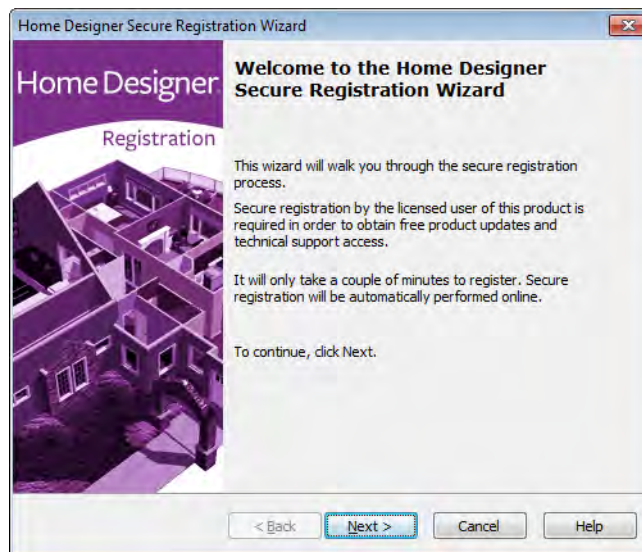 Home Designer Secure Registration Wizard
Home Designer
Registration
Welcome to the Home Designer
Secure Registration Wizard
This wizard will walk you through the secure registration
process.
Secure registration by the licensed user of this product is
required in order to obtain free product updates and
technical support access.
It will only take a couple of minutes to register. Secure
registration will be automatically performed online.
To continue, click Next.
< Back
Next >
Cancel
Help